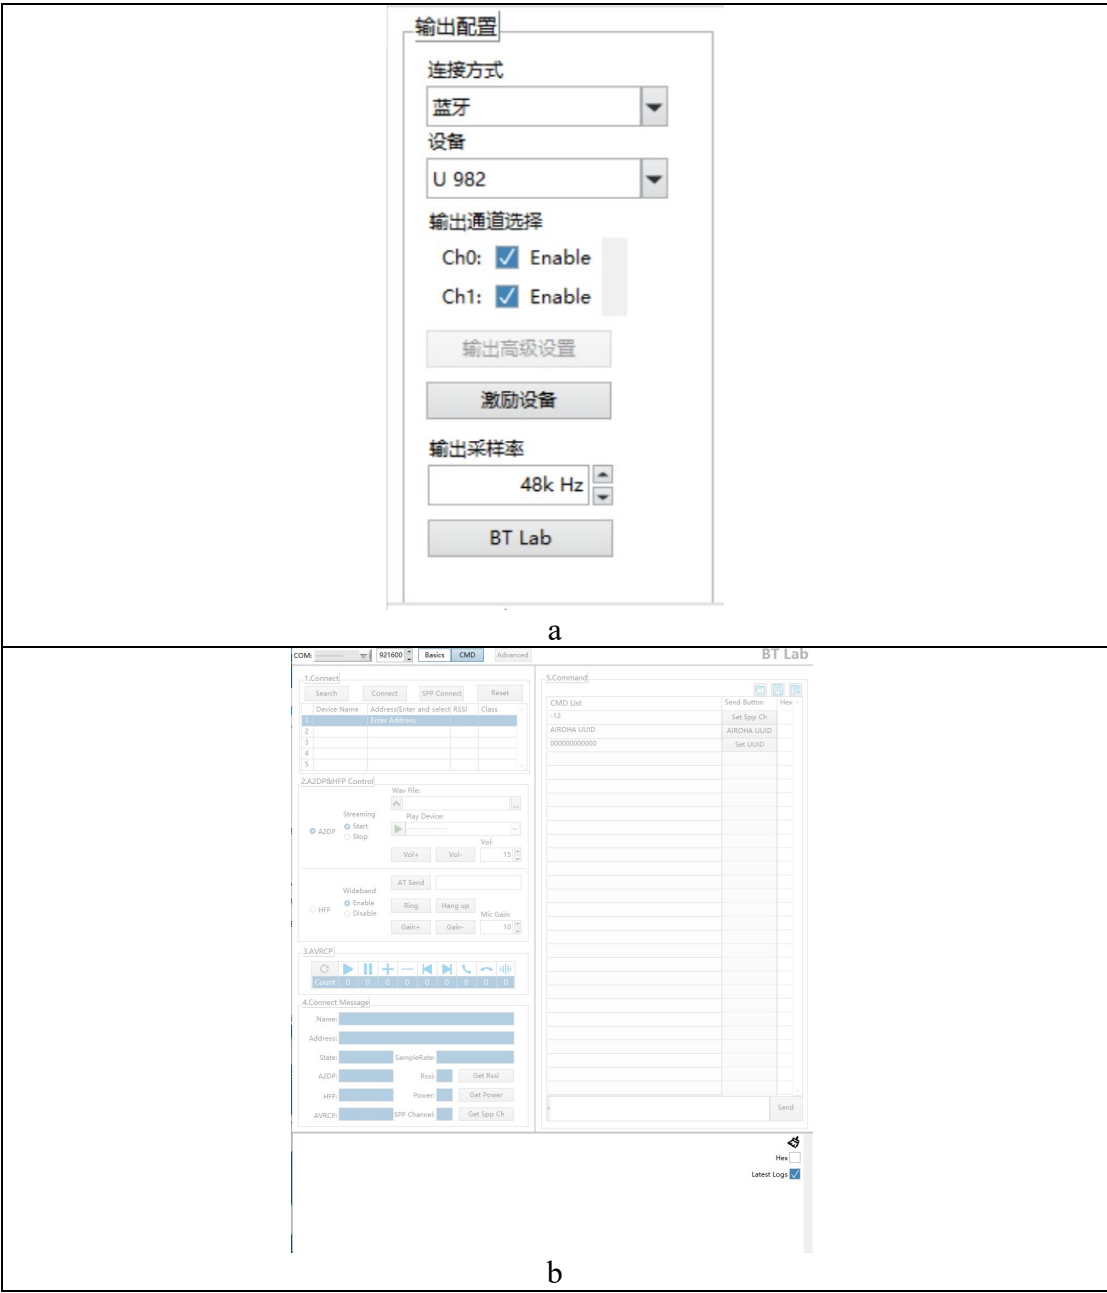 输出配置
连接方式
蓝牙
设备
U 982
输出通道选择
Ch0: Enable
Ch1: Enable
输出高级设置
激励设备
输出采样率
48k Hz
BT Lab
a
COM: 921600 Basics CMD Advanced BT Lab
1.Connect
Search Connect SPP Connect Reset
Device Name Address(Enter and select RSSI Class
1 Enter Address
2
3
4
5
2.A2DP&HFP Control
Wav File:
...
Streaming Play Device:
A2DP Start
Stop
Vol:
Vol+ Vol- 15
AT Send
Wideband
HFP Enable Ring Hang up
Disable Mic Gain:
Gain+ Gain- 10
3.AVRCP
Count 0 0 0 0 0 0 0 0 0
4.Connect Message
Name:
Address:
State: SampleRate:
A2DP: Rssi: Get Rssi
HFP: Power: Get Power
AVRCP: SPP Channel: Get Spp Ch
5.Command
CMD List Send Button Hex
-12 Set Spp Ch
AIROHA UUID AIROHA UUID
000000000000 Set UUID
Send
Hex
Latest Logs
b